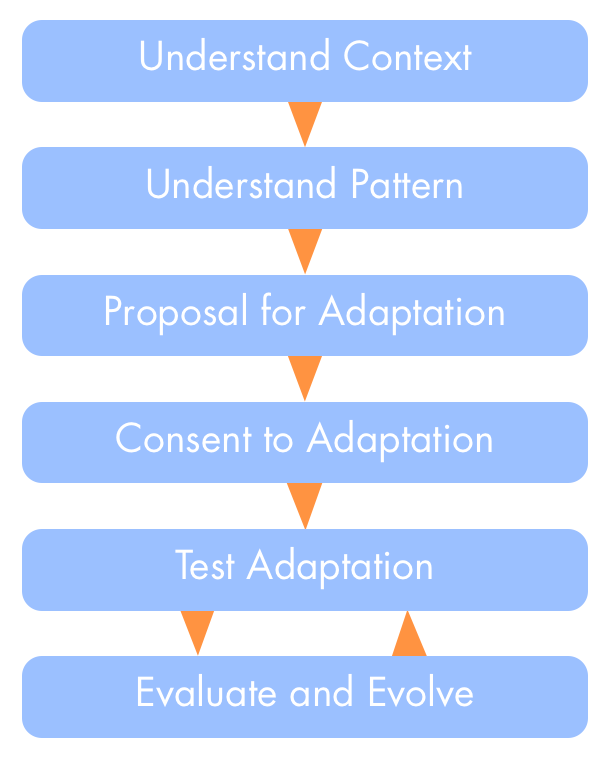 Understand Context
Understand Pattern
Proposal for Adaptation
Consent to Adaptation
Test Adaptation
Evaluate and Evolve